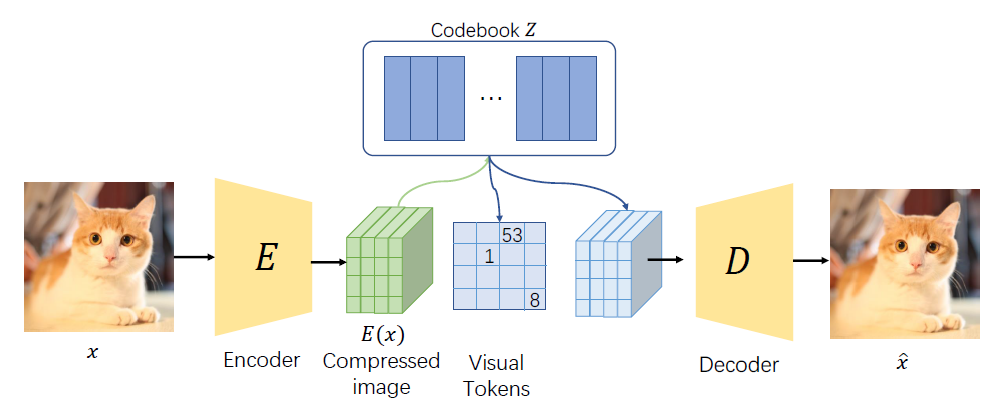 Codebook Z
...
53
1
8
E
D
E(x)
x
Encoder
Compressed
image
Visual
Tokens
Decoder
x̂